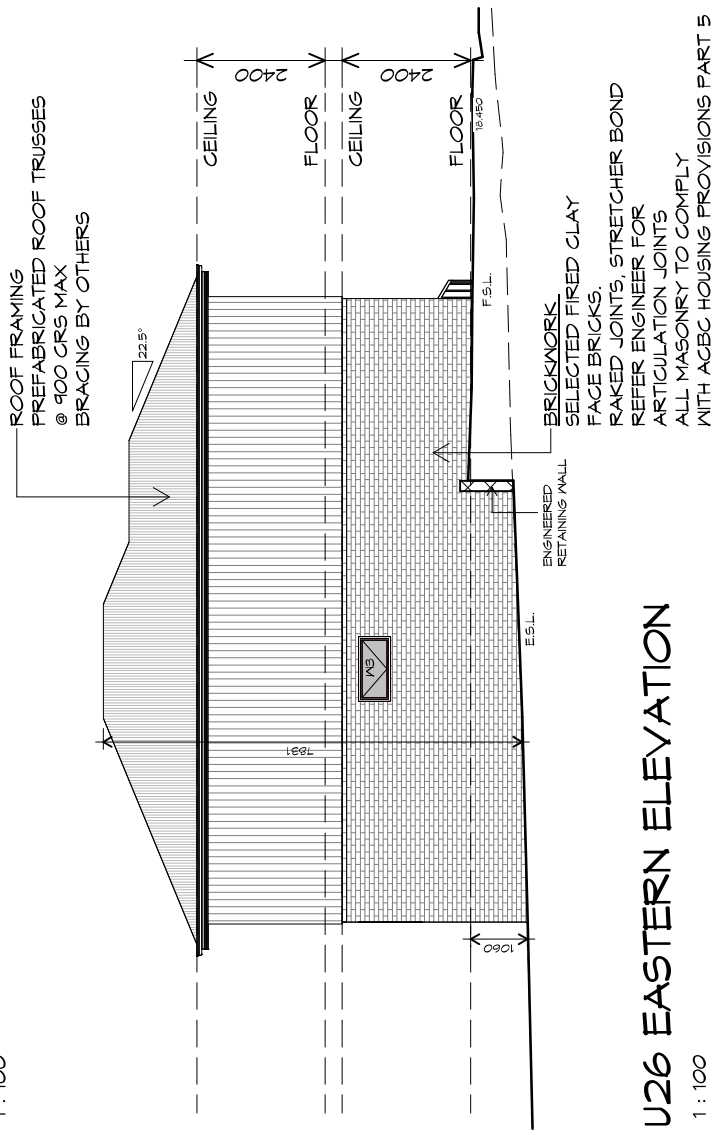 1 : 100
ROOF FRAMING
PREFABRICATED ROOF TRUSSES
@ 900 CRS MAX
BRACING BY OTHERS
22.5°
CEILING
2400
FLOOR
CEILING
2400
FLOOR
18.450
7831
SM
1060
F.S.L.
E.S.L.
ENGINEERED
RETAINING WALL
BRICKWORK
SELECTED FIRED CLAY
FACE BRICKS.
RAKED JOINTS, STRETCHER BOND
REFER ENGINEER FOR
ARTICULATION JOINTS
ALL MASONRY TO COMPLY
WITH ACBC HOUSING PROVISIONS PART 5
U26 EASTERN ELEVATION
1 : 100